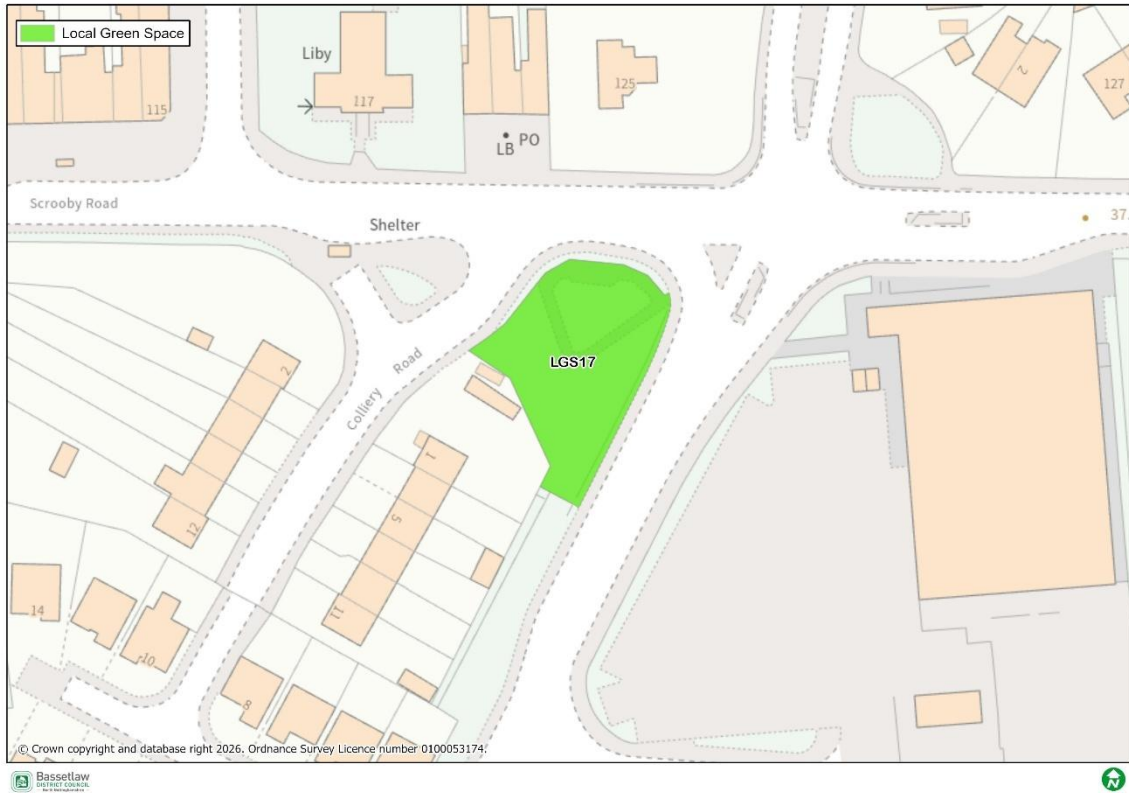 Local Green Space
Liby
115
117
125
2
127
LB PO
Scrooby Road
Shelter
37.
LGS17
Colliery Road
2
1
5
12
11
14
10
8
© Crown copyright and database right 2026. Ordnance Survey Licence number 0100053174.
Bassetlaw
DISTRICT COUNCIL
N